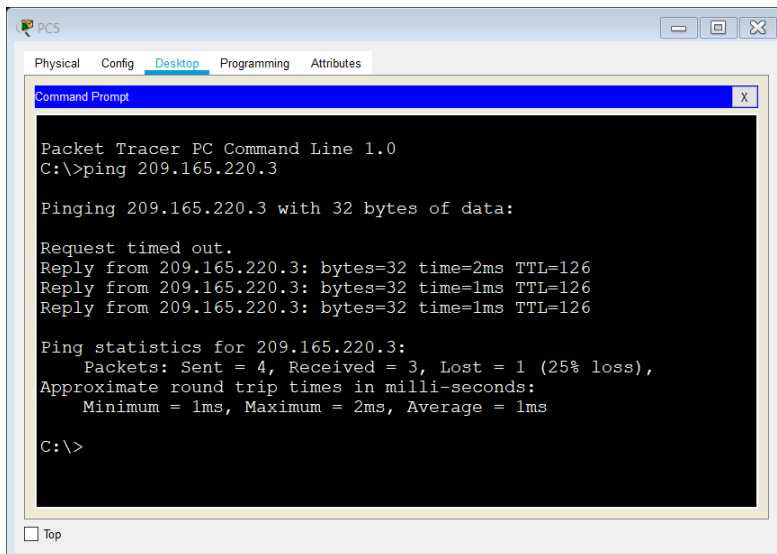 PC5
Physical Config Desktop Programming Attributes
Command Prompt
X
Packet Tracer PC Command Line 1.0
C:\>ping 209.165.220.3
Pinging 209.165.220.3 with 32 bytes of data:
Request timed out.
Reply from 209.165.220.3: bytes=32 time=2ms TTL=126
Reply from 209.165.220.3: bytes=32 time=1ms TTL=126
Reply from 209.165.220.3: bytes=32 time=1ms TTL=126
Ping statistics for 209.165.220.3:
Packets: Sent = 4, Received = 3, Lost = 1 (25% loss),
Approximate round trip times in milli-seconds:
Minimum = 1ms, Maximum = 2ms, Average = 1ms
C:\>
Top